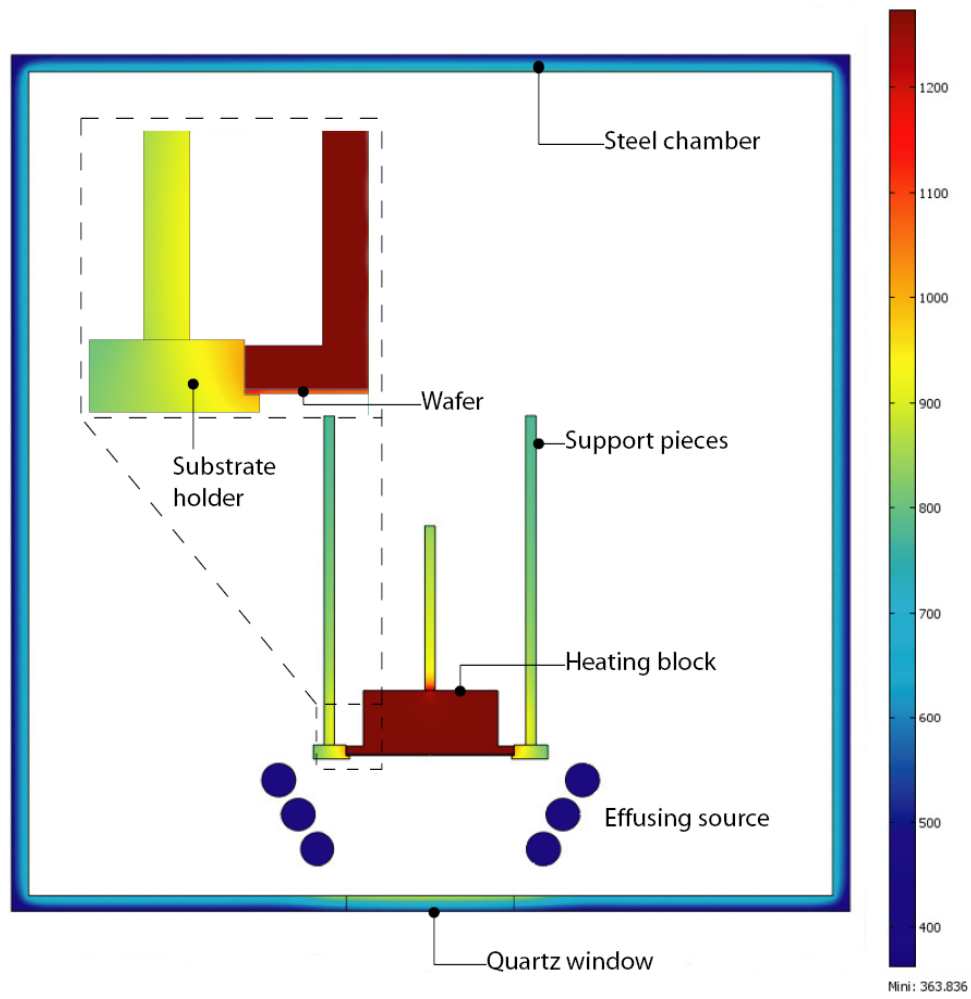 1200
Steel chamber
1100
1000
Wafer
900
Support pieces
Substrate
holder
800
700
Heating block
600
Effusing source
500
400
Quartz window
Mini: 363.836